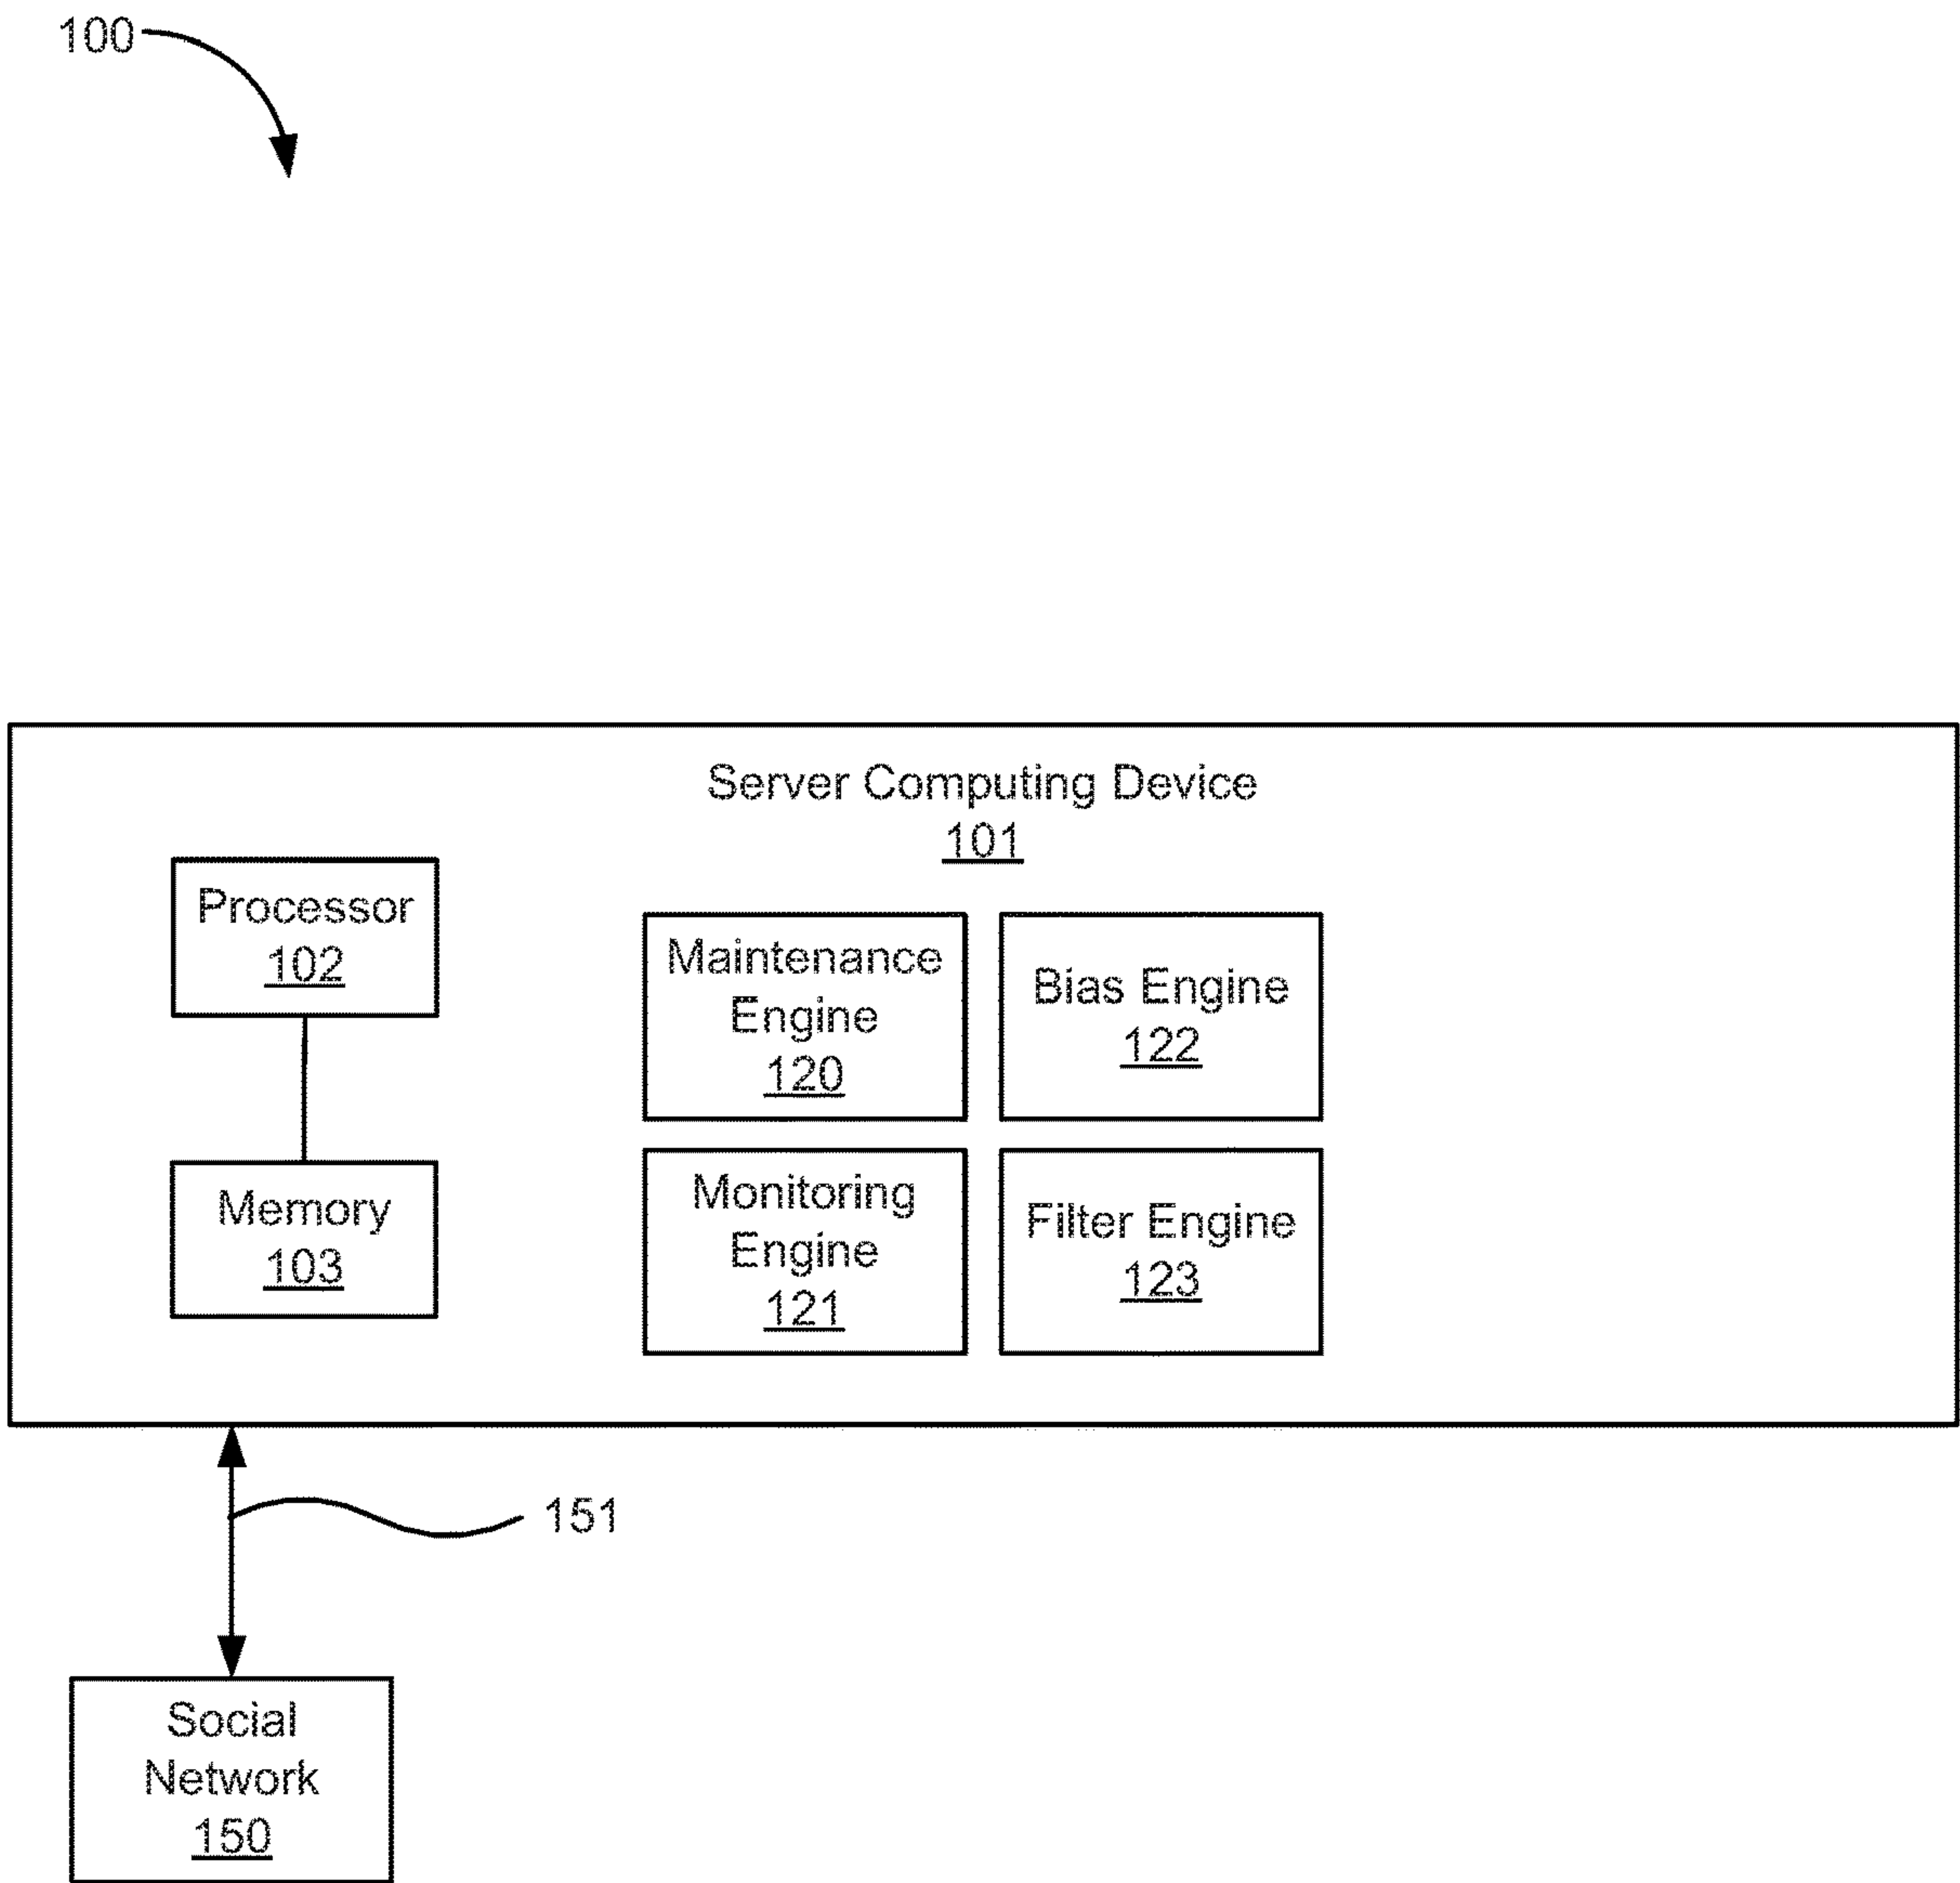 100
Server Computing Device
101
Processor
102
Memory
103
Maintenance
Engine
120
Bias Engine
122
Monitoring
Engine
121
Filter Engine
123
151
Social
Network
150